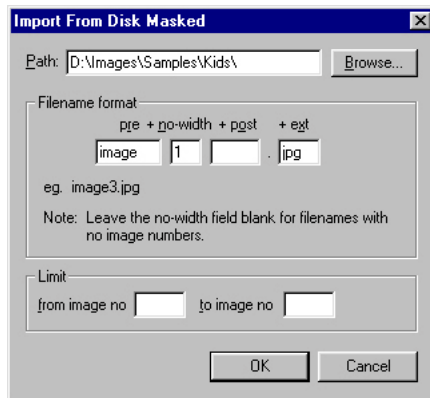 Import From Disk Masked
Path: D:\Images\Samples\Kids\ Browse...
Filename format
pre + no-width + post + ext
image 1 . jpg
eg. image3.jpg
Note: Leave the no-width field blank for filenames with
no image numbers.
Limit
from image no to image no
OK Cancel